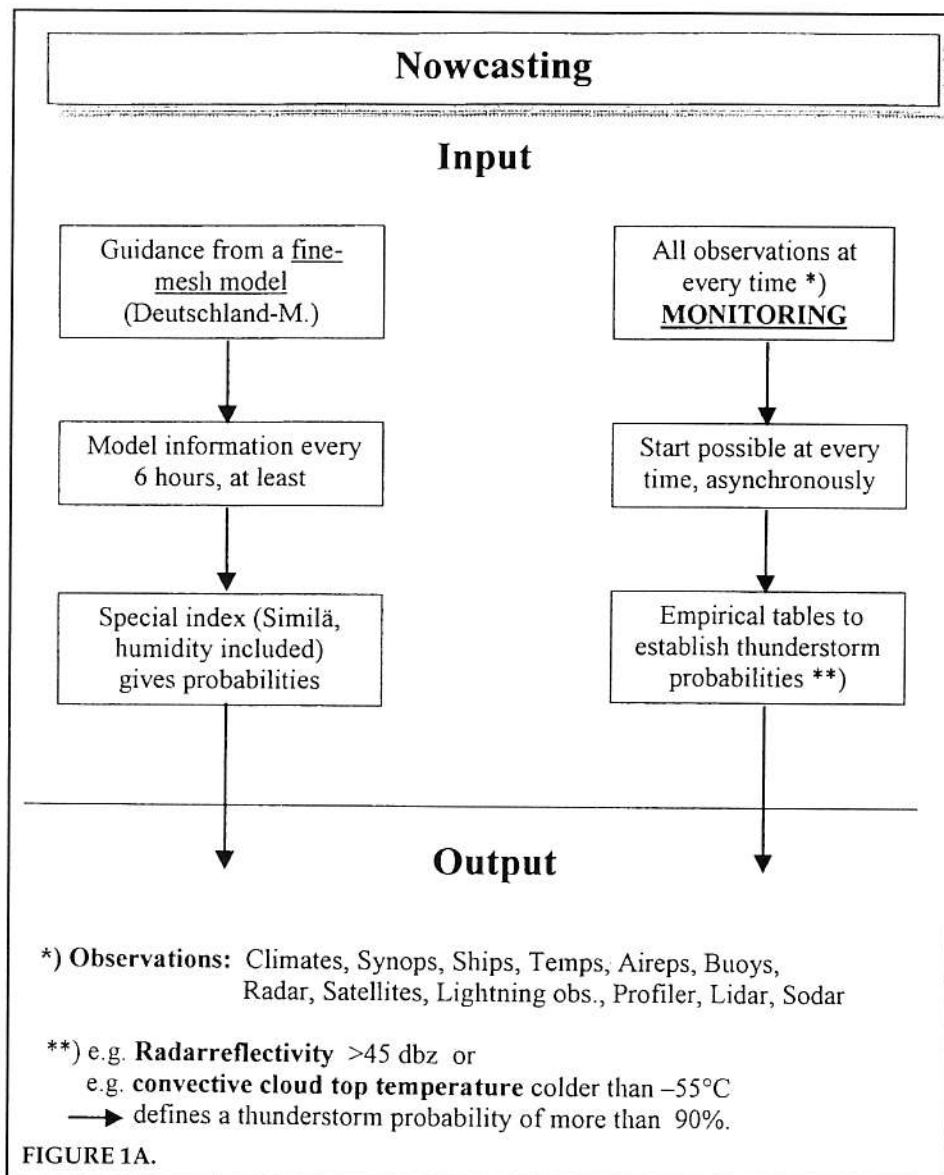 Nowcasting
Input
Guidance from a fine-
mesh model
(Deutschland-M.)
Model information every
6 hours, at least
Special index (Similä,
humidity included)
gives probabilities
All observations at
every time *)
MONITORING
Start possible at every
time, asynchronously
Empirical tables to
establish thunderstorm
probabilities **)
Output
*) Observations: Climates, Synops, Ships, Temps, Aireps, Buoys,
Radar, Satellites, Lightning obs., Profiler, Lidar, Sodar
**) e.g. Radarreflectivity >45 dbz or
e.g. convective cloud top temperature colder than –55°C
→ defines a thunderstorm probability of more than 90%.
FIGURE 1A.